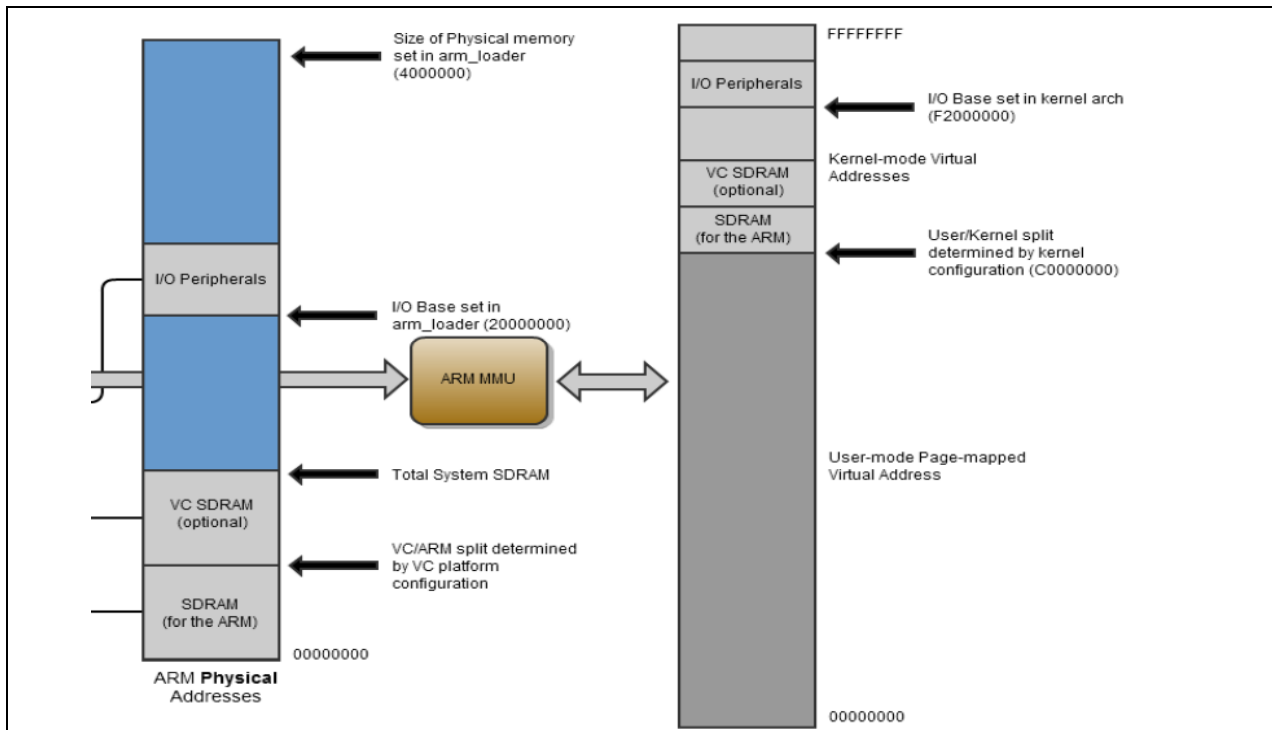 Size of Physical memory
set in arm_loader
(4000000)
I/O Peripherals
I/O Base set in
arm_loader (20000000)
ARM MMU
Total System SDRAM
VC SDRAM
(optional)
VC/ARM split determined
by VC platform
configuration
SDRAM
(for the ARM)
00000000
ARM Physical
Addresses
FFFFFFFF
I/O Peripherals
I/O Base set in kernel arch
(F2000000)
Kernel-mode Virtual
Addresses
VC SDRAM
(optional)
SDRAM
(for the ARM)
User/Kernel split
determined by kernel
configuration (C0000000)
User-mode Page-mapped
Virtual Address
00000000